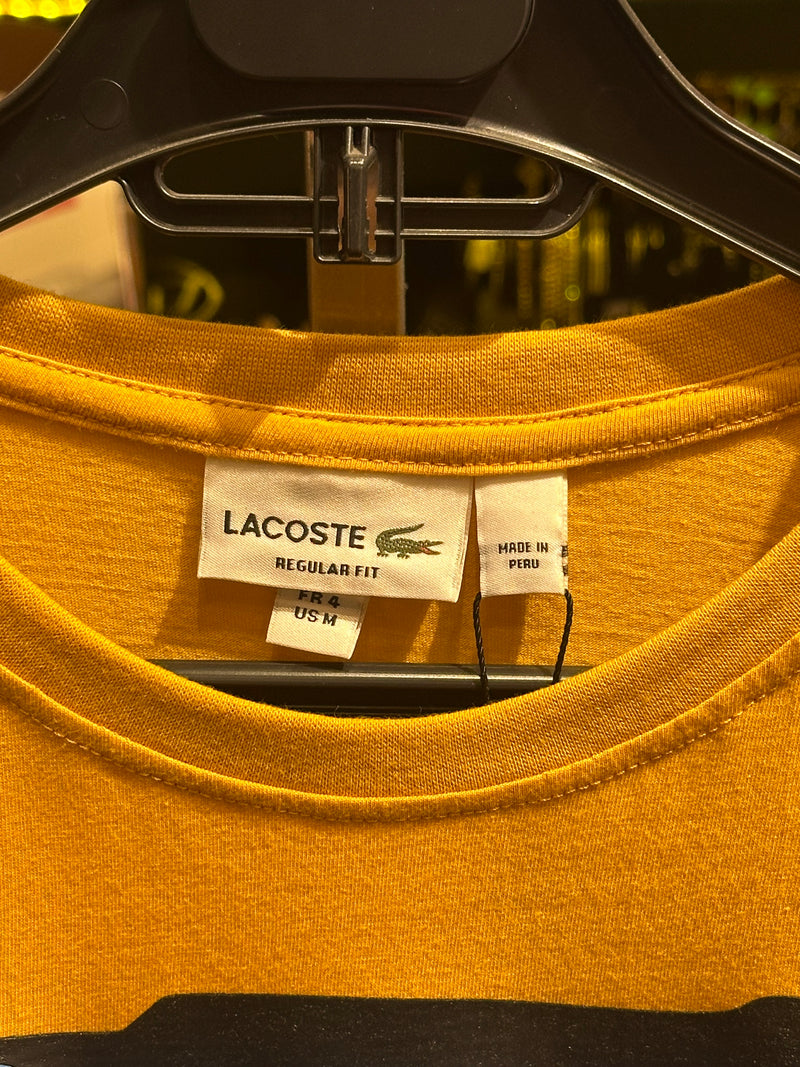 LACOSTE
REGULAR FIT
FR 4
US M
MADE IN
PERU